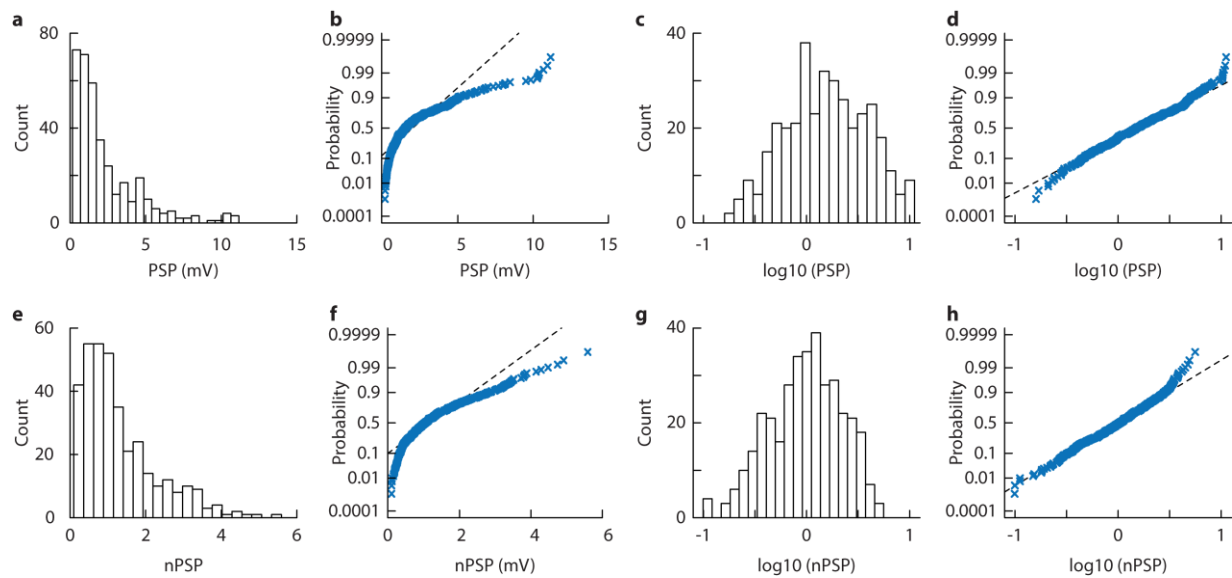 a
80
40
0
Count
0 5 10 15
PSP (mV)
b
0.9999
0.99
0.9
0.5
0.1
0.01
0.0001
Probability
0 5 10 15
PSP (mV)
c
40
20
0
Count
-1 0 1
log10 (PSP)
d
0.9999
0.99
0.9
0.5
0.1
0.01
0.0001
Probability
-1 0 1
log10 (PSP)
e
60
40
20
0
Count
0 2 4 6
nPSP
f
0.9999
0.99
0.9
0.5
0.1
0.01
0.0001
Probability
0 2 4 6
nPSP (mV)
g
40
20
0
Count
-1 0 1
log10 (nPSP)
h
0.9999
0.99
0.9
0.5
0.1
0.01
0.0001
Probability
-1 0 1
log10 (nPSP)